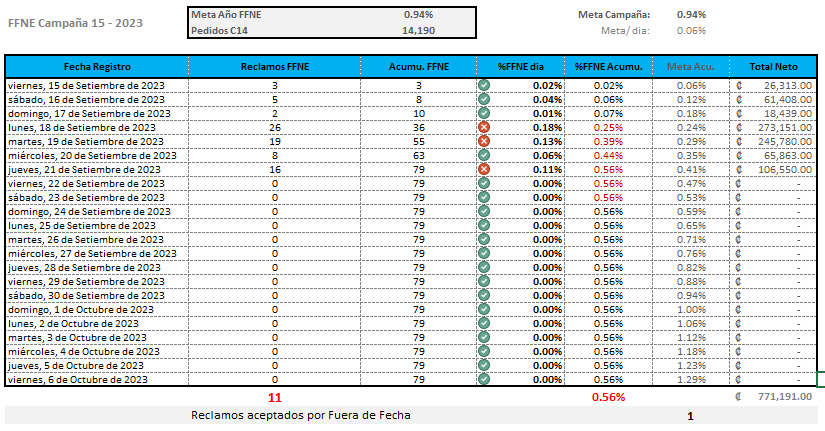 FFNE Campaña 15 - 2023
Meta Año FFNE 0.94%
Pedidos C14 14,190
Meta Campaña: 0.94%
Meta/dia: 0.06%
Fecha Registro Reclamos FFNE Acumu. FFNE %FFNE dia %FFNE Acumu. Meta Acu. Total Neto
viernes, 15 de Setiembre de 2023 3 3 0.02% 0.02% 0.06% ₡ 26,313.00
sábado, 16 de Setiembre de 2023 5 8 0.04% 0.06% 0.12% ₡ 61,408.00
domingo, 17 de Setiembre de 2023 2 10 0.01% 0.07% 0.18% ₡ 18,439.00
lunes, 18 de Setiembre de 2023 26 36 0.18% 0.25% 0.24% ₡ 273,151.00
martes, 19 de Setiembre de 2023 19 55 0.13% 0.39% 0.29% ₡ 245,780.00
miércoles, 20 de Setiembre de 2023 8 63 0.06% 0.44% 0.35% ₡ 65,863.00
jueves, 21 de Setiembre de 2023 16 79 0.11% 0.56% 0.41% ₡ 106,550.00
viernes, 22 de Setiembre de 2023 0 79 0.00% 0.56% 0.47% ₡ -
sábado, 23 de Setiembre de 2023 0 79 0.00% 0.56% 0.53% ₡ -
domingo, 24 de Setiembre de 2023 0 79 0.00% 0.56% 0.59% ₡ -
lunes, 25 de Setiembre de 2023 0 79 0.00% 0.56% 0.65% ₡ -
martes, 26 de Setiembre de 2023 0 79 0.00% 0.56% 0.71% ₡ -
miércoles, 27 de Setiembre de 2023 0 79 0.00% 0.56% 0.76% ₡ -
jueves, 28 de Setiembre de 2023 0 79 0.00% 0.56% 0.82% ₡ -
viernes, 29 de Setiembre de 2023 0 79 0.00% 0.56% 0.88% ₡ -
sábado, 30 de Setiembre de 2023 0 79 0.00% 0.56% 0.94% ₡ -
domingo, 1 de Octubre de 2023 0 79 0.00% 0.56% 1.00% ₡ -
lunes, 2 de Octubre de 2023 0 79 0.00% 0.56% 1.06% ₡ -
martes, 3 de Octubre de 2023 0 79 0.00% 0.56% 1.12% ₡ -
miércoles, 4 de Octubre de 2023 0 79 0.00% 0.56% 1.18% ₡ -
jueves, 5 de Octubre de 2023 0 79 0.00% 0.56% 1.23% ₡ -
viernes, 6 de Octubre de 2023 0 79 0.00% 0.56% 1.29% ₡ -
11 0.56% ₡ 771,191.00
Reclamos aceptados por Fuera de Fecha 1